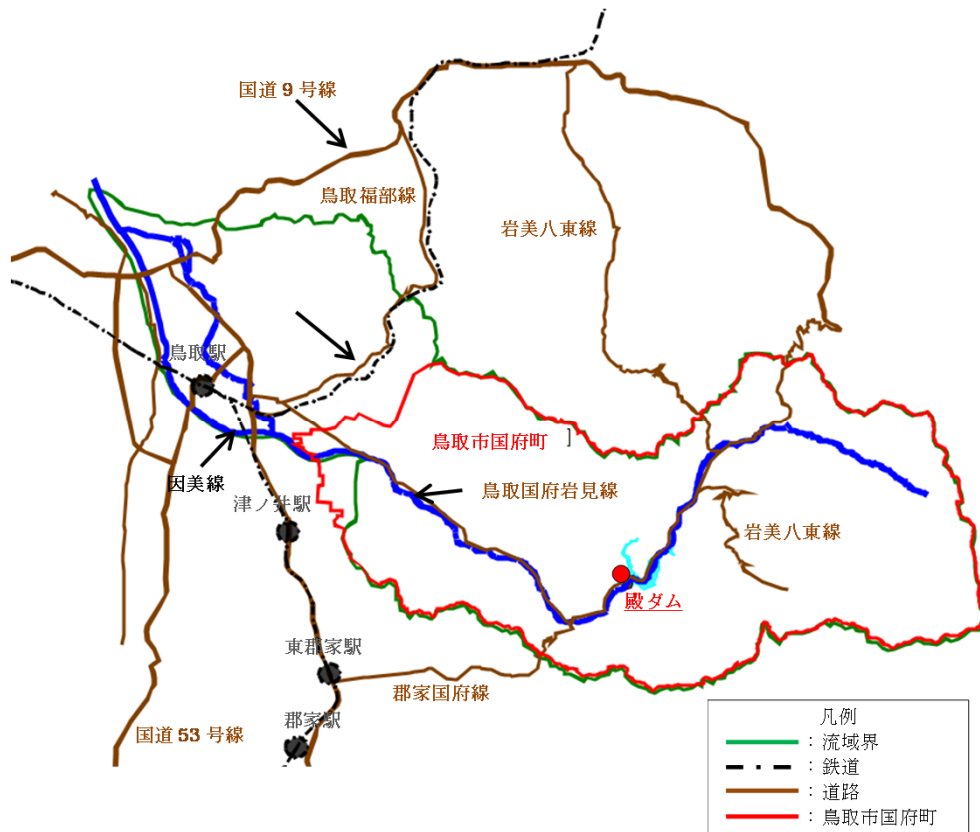 国道 9 号線
鳥取福部線
岩美八東線
鳥取駅
鳥取市国府町
]
因美線
鳥取国府岩見線
津ノ井駅
岩美八東線
殿ダム
東郡家駅
郡家国府線
郡家駅
国道 53 号線
凡例
：流域界
：鉄道
：道路
：鳥取市国府町